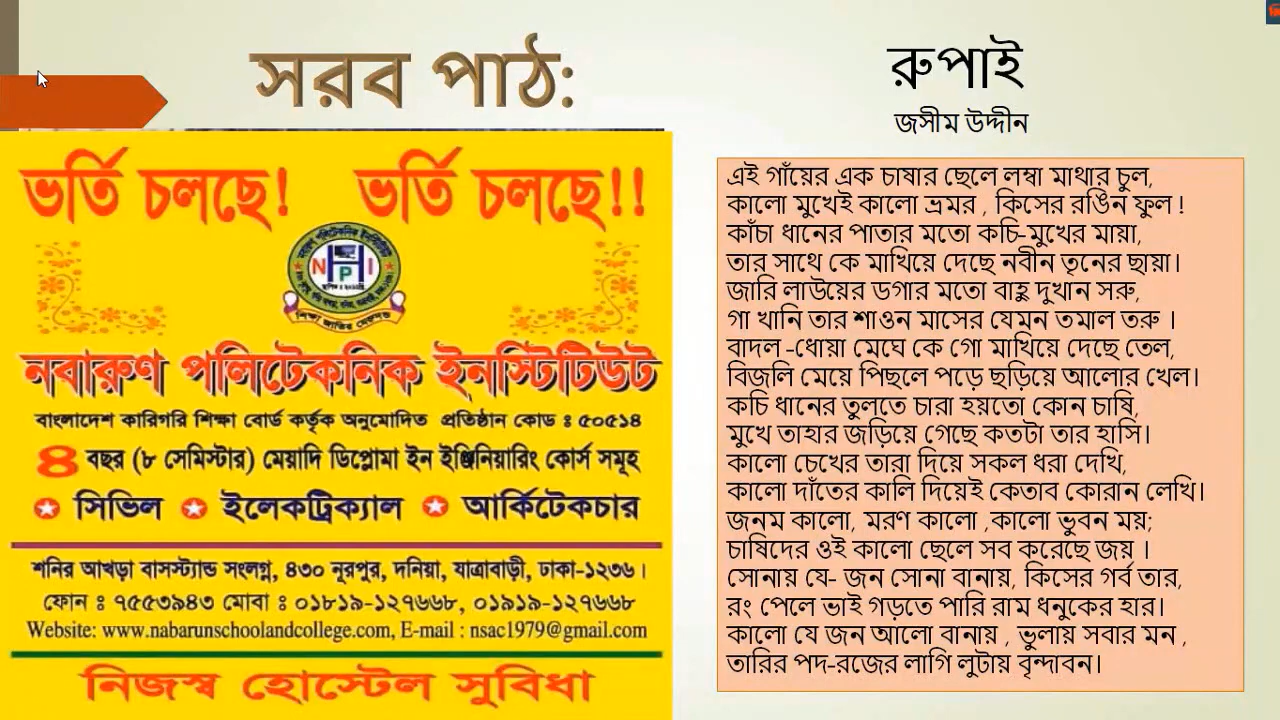 সরব পাঠ:
রুপাই
জসীম উদ্দীন
ভর্তি চলছে! ভর্তি চলছে!!
N H I
P
শিক্ষা জাতির মেরুদন্ড
নবারুণ পলিটেকনিক ইনস্টিটিউট
বাংলাদেশ কারিগরি শিক্ষা বোর্ড কর্তৃক অনুমোদিত প্রতিষ্ঠান কোড ঃ ৫০৫১৪
৪ বছর (৮ সেমিস্টার) মেয়াদি ডিপ্লোমা ইন ইঞ্জিনিয়ারিং কোর্স সমূহ
সিভিল ইলেকট্রিক্যাল আর্কিটেকচার
শনির আখড়া বাসস্ট্যান্ড সংলগ্ন, ৪৩০ নূরপুর, দনিয়া, যাত্রাবাড়ী, ঢাকা-১২৩৬।
ফোন ঃ ৭৫৫৩৯৪৩ মোবা ঃ ০১৮১৯-১২৭৬৬৮, ০১৯১৯-১২৭৬৬৮
Website: www.nabarunschoolandcollege.com, E-mail : nsac1979@gmail.com
নিজস্ব হোস্টেল সুবিধা
এই গাঁয়ের এক চাষার ছেলে লম্বা মাথার চুল,
কালো মুখেই কালো ভ্রমর , কিসের রঙিন ফুল !
কাঁচা ধানের পাতার মতো কচি-মুখের মায়া,
তার সাথে কে মাখিয়ে দেছে নবীন তৃনের ছায়া।
জারি লাউয়ের ডগার মতো বাহু দুখান সরু,
গা খানি তার শাওন মাসের যেমন তমাল তরু ।
বাদল -ধোয়া মেঘে কে গো মাখিয়ে দেছে তেল,
বিজলি মেয়ে পিছলে পড়ে ছড়িয়ে আলোর খেল।
কচি ধানের তুলতে চারা হয়তো কোন চাষি,
মুখে তাহার জড়িয়ে গেছে কতটা তার হাসি।
কালো চেখের তারা দিয়ে সকল ধরা দেখি,
কালো দাঁতের কালি দিয়েই কেতাব কোরান লেখি।
জনম কালো, মরণ কালো ,কালো ভুবন ময়;
চাষিদের ওই কালো ছেলে সব করেছে জয় ।
সোনায় যে- জন সোনা বানায়, কিসের গর্ব তার,
রং পেলে ভাই গড়তে পারি রাম ধনুকের হার।
কালো যে জন আলো বানায় , ভুলায় সবার মন ,
তারির পদ-রজের লাগি লুটায় বৃন্দাবন।